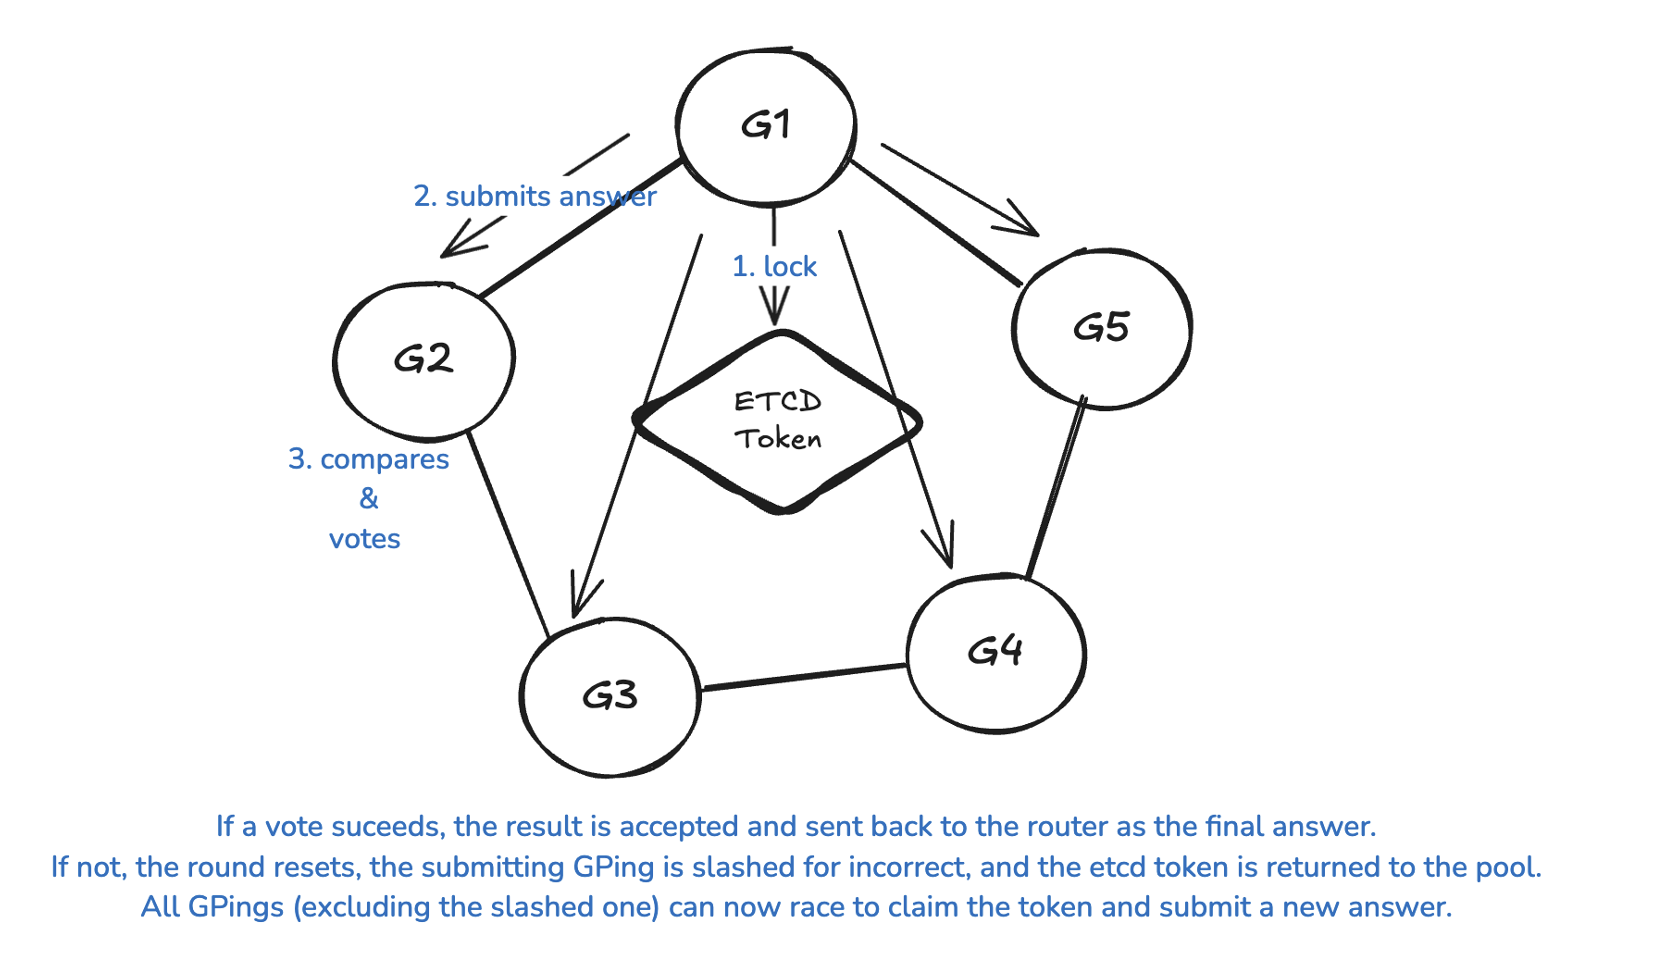 G1
2. submits answer
1. lock
G5
G2
ETCD
Token
3. compares
&
votes
G4
G3
If a vote suceeds, the result is accepted and sent back to the router as the final answer.
If not, the round resets, the submitting GPing is slashed for incorrect, and the etcd token is returned to the pool.
All GPings (excluding the slashed one) can now race to claim the token and submit a new answer.